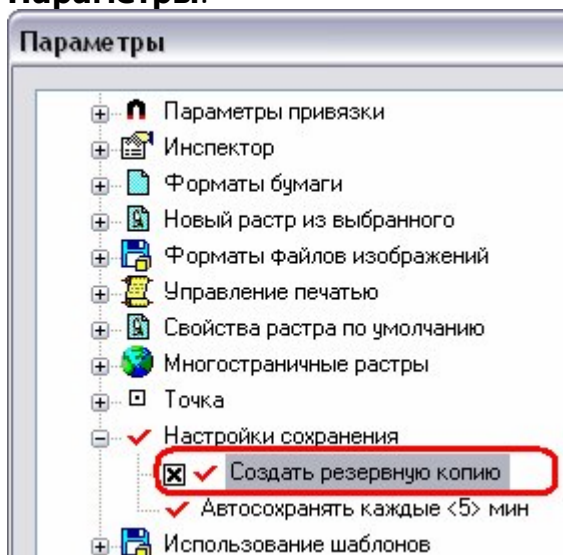 Параметры.
Параметры
Параметры привязки
Инспектор
Форматы бумаги
Новый растр из выбранного
Форматы файлов изображений
Управление печатью
Свойства растра по умолчанию
Многостраничные растры
Точка
Настройки сохранения
Создать резервную копию
Автосохранять каждые <5> мин
Использование шаблонов